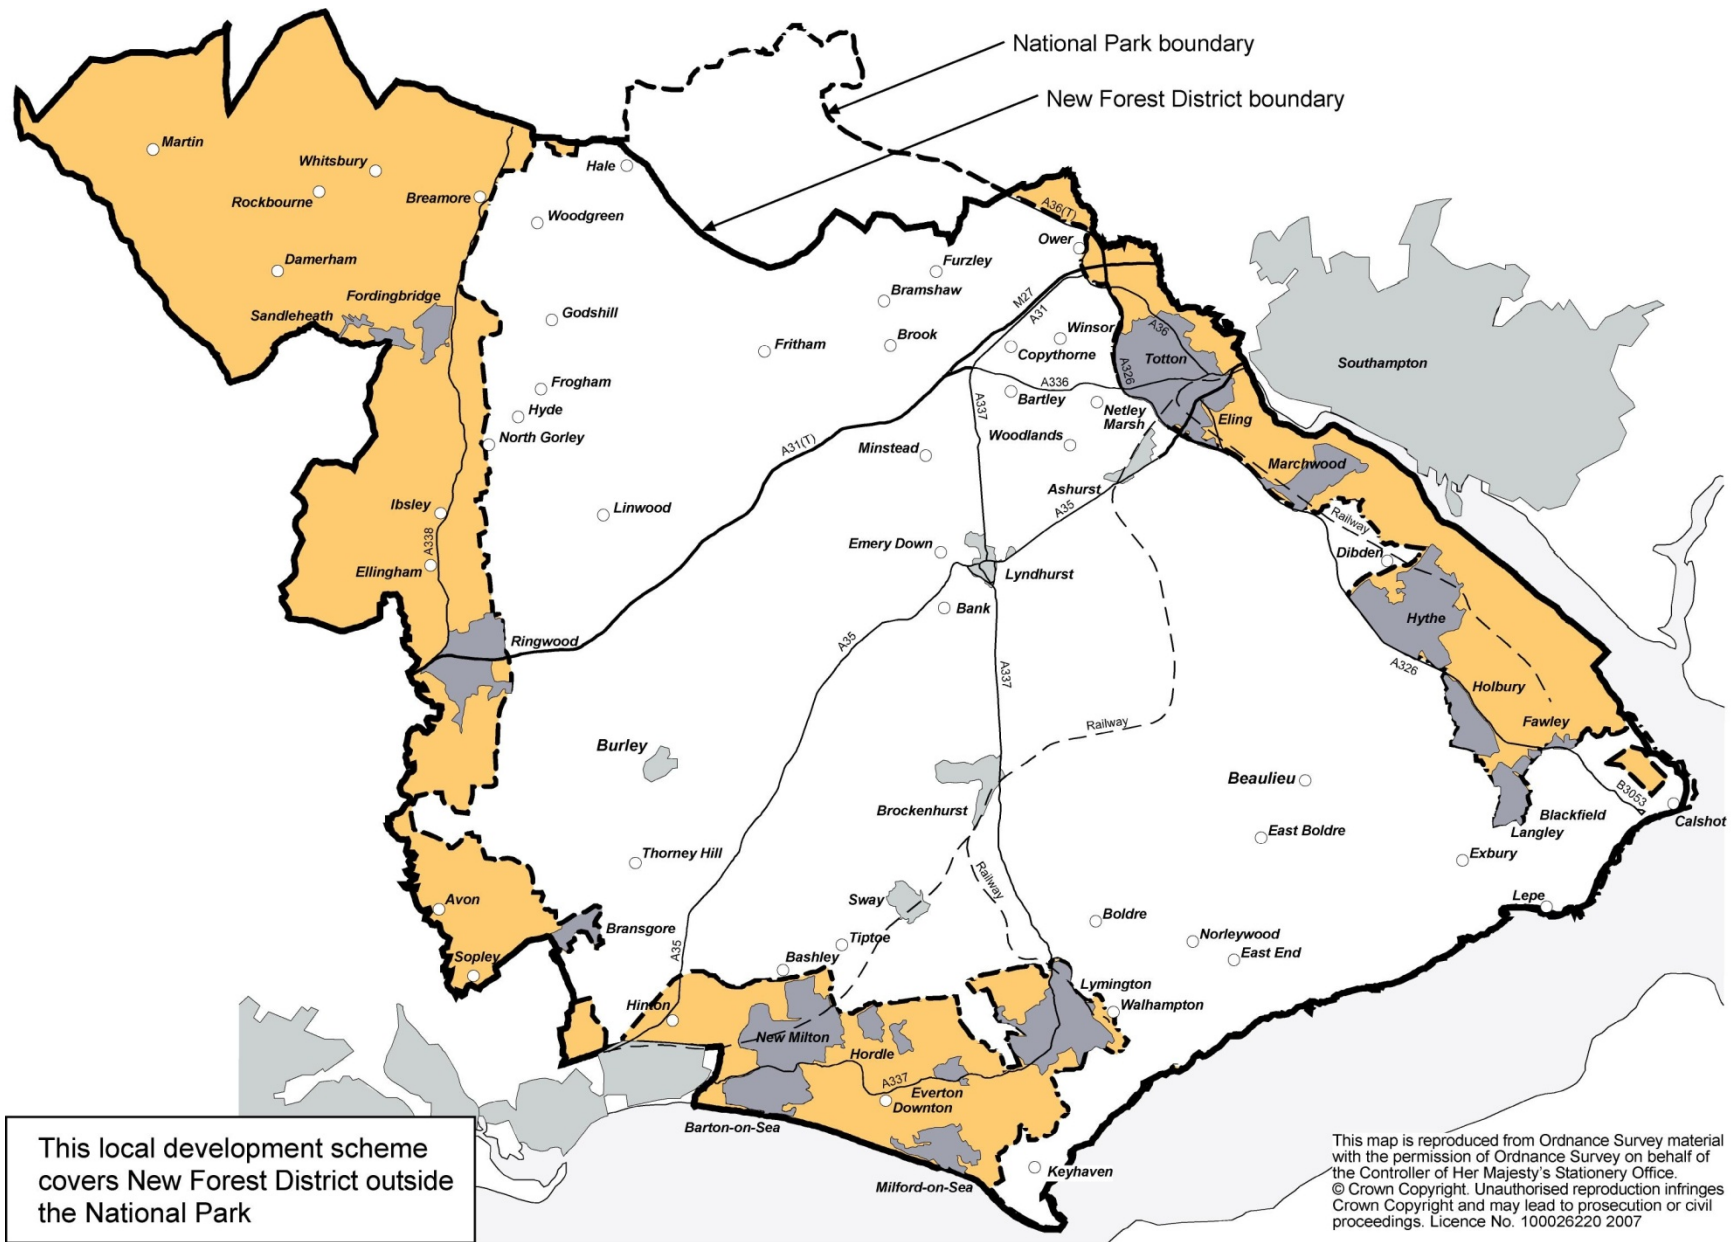 National Park boundary
New Forest District boundary
Martin
Whitsbury
Rockbourne
Breamore
Hale
Woodgreen
A36(T)
Ower
Damerham
Furzley
Fordingbridge
Bramshaw
M27
A31
Sandleheath
Godshill
Winsor
A36
Brook
Copythorne
Totton
Fritham
Southampton
A326
A336
Frogham
Bartley
Hyde
A337
Netley
Marsh
Eling
North Gorley
A31(T)
Minstead
Woodlands
Marchwood
Ashurst
Ibsley
Linwood
A35
Railway
A338
Emery Down
Dibden
Ellingham
Lyndhurst
Bank
Hythe
Ringwood
A35
A337
A326
Holbury
Railway
Fawley
Burley
Beaulieu
B3053
Brockenhurst
Blackfield
Calshot
East Boldre
Langley
Thorney Hill
Exbury
Railway
Avon
Sway
Lepe
Boldre
Bransgore
Norleywood
Tiptoe
A35
East End
Sopley
Bashley
Lymington
Hinton
Walhampton
New Milton
Hordle
A337
Everton
Downton
Barton-on-Sea
Keyhaven
Milford-on-Sea
This local development scheme
covers New Forest District outside
the National Park
This map is reproduced from Ordnance Survey material
with the permission of Ordnance Survey on behalf of
the Controller of Her Majesty's Stationery Office.
© Crown Copyright. Unauthorised reproduction infringes
Crown Copyright and may lead to prosecution or civil
proceedings. Licence No. 100026220 2007